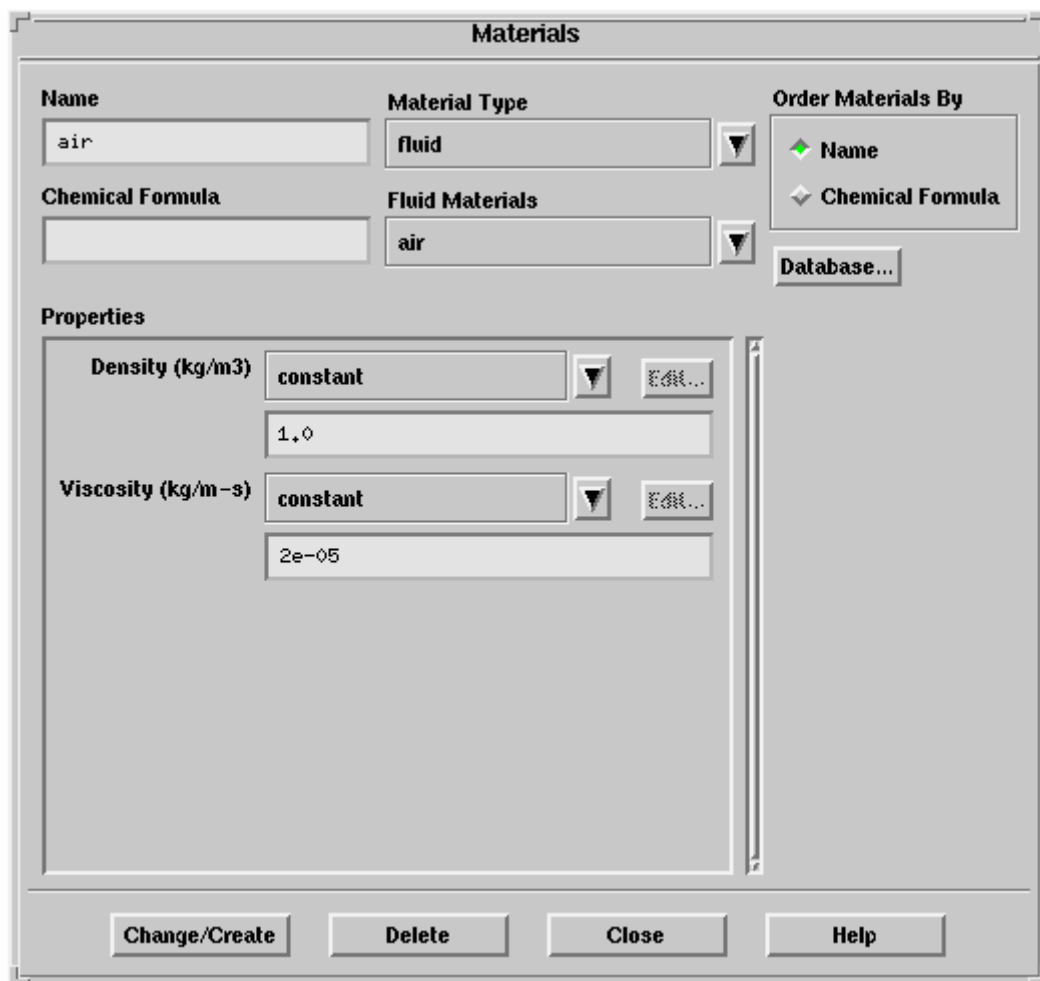 Materials
Name
Material Type
Order Materials By
air
fluid
Name
Chemical Formula
Chemical Formula
Fluid Materials
air
Database...
Properties
Density (kg/m3)
constant
Edit...
1.0
Viscosity (kg/m-s)
constant
Edit...
2e-05
Change/Create
Delete
Close
Help